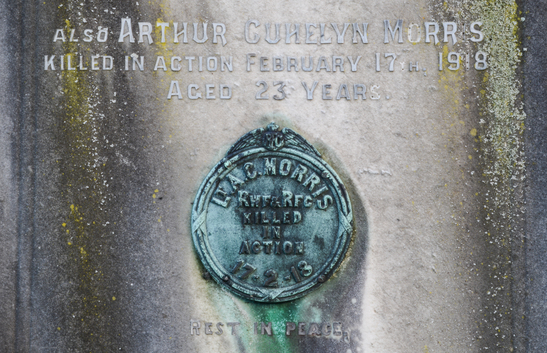 ALSO ARTHUR CUHELYN MORRIS
KILLED IN ACTION FEBRUARY 17TH. 1918
AGED 23 YEARS.
LT. A.C. MORRIS
RHF & RFC
KILLED
IN
ACTION
17-2-18
REST IN PEACE